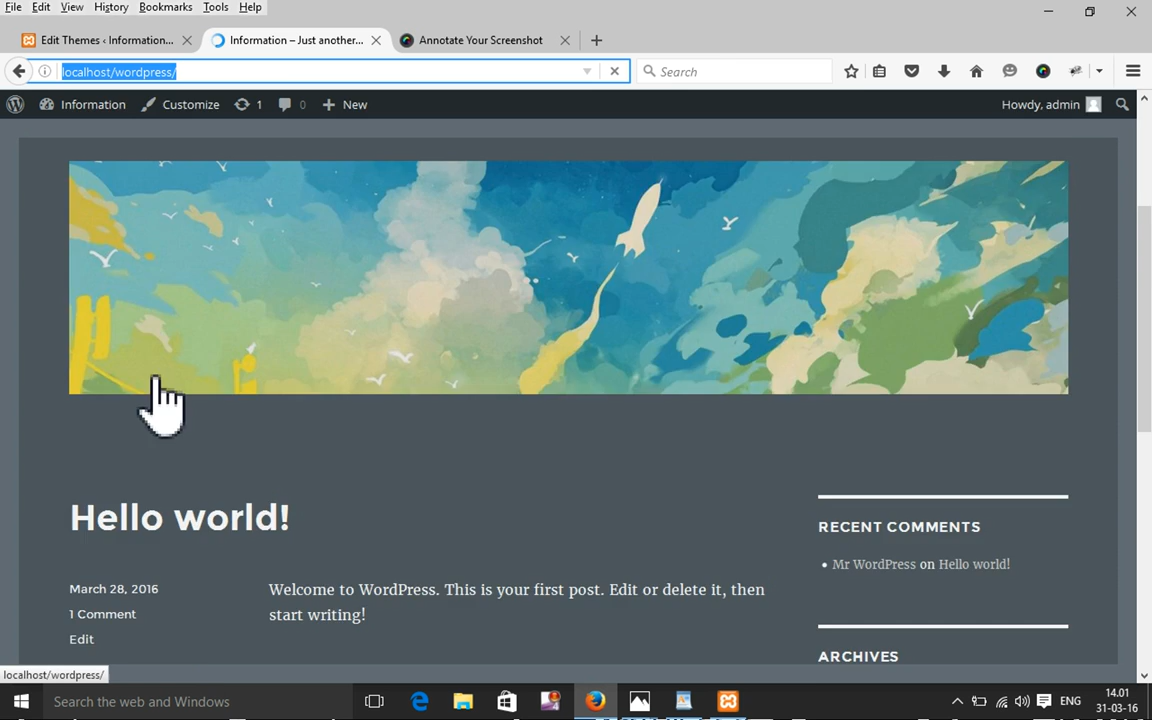 File Edit View History Bookmarks Tools Help
Edit Themes ‹ Information... Information – Just another... Annotate Your Screenshot
localhost/wordpress/ Search
Information Customize 1 0 New Howdy, admin
Hello world!
March 28, 2016
1 Comment
Edit
Welcome to WordPress. This is your first post. Edit or delete it, then
start writing!
RECENT COMMENTS
Mr WordPress on Hello world!
ARCHIVES
localhost/wordpress/
Search the web and Windows
ENG
14.01
31-03-16